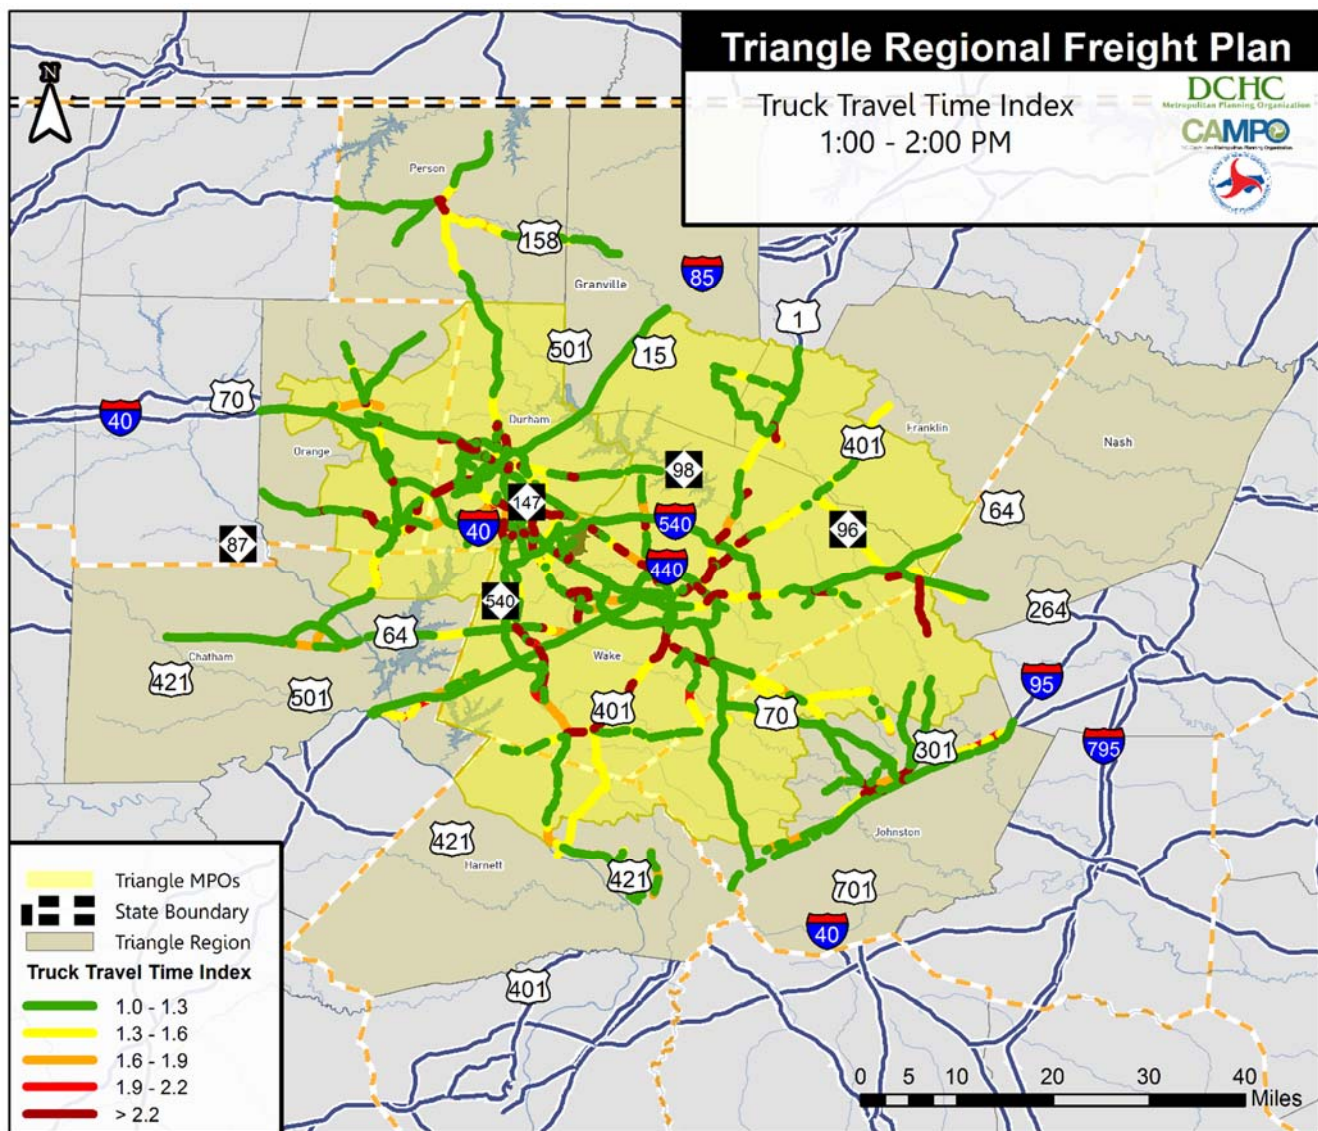 Triangle Regional Freight Plan
Truck Travel Time Index
1:00 - 2:00 PM
DCHC
Metropolitan Planning Organization
CAMPO
N
Person
158
Granville
85
1
501
15
70
40
Durham
401
Franklin
Nash
Orange
98
147
64
40
540
96
87
440
540
264
64
Wake
Chatham
421
501
95
401
70
301
795
421
Harnett
Johnston
421
701
40
401
Triangle MPOs
State Boundary
Triangle Region
Truck Travel Time Index
1.0 - 1.3
1.3 - 1.6
1.6 - 1.9
1.9 - 2.2
> 2.2
0 5 10 20 30 40
Miles